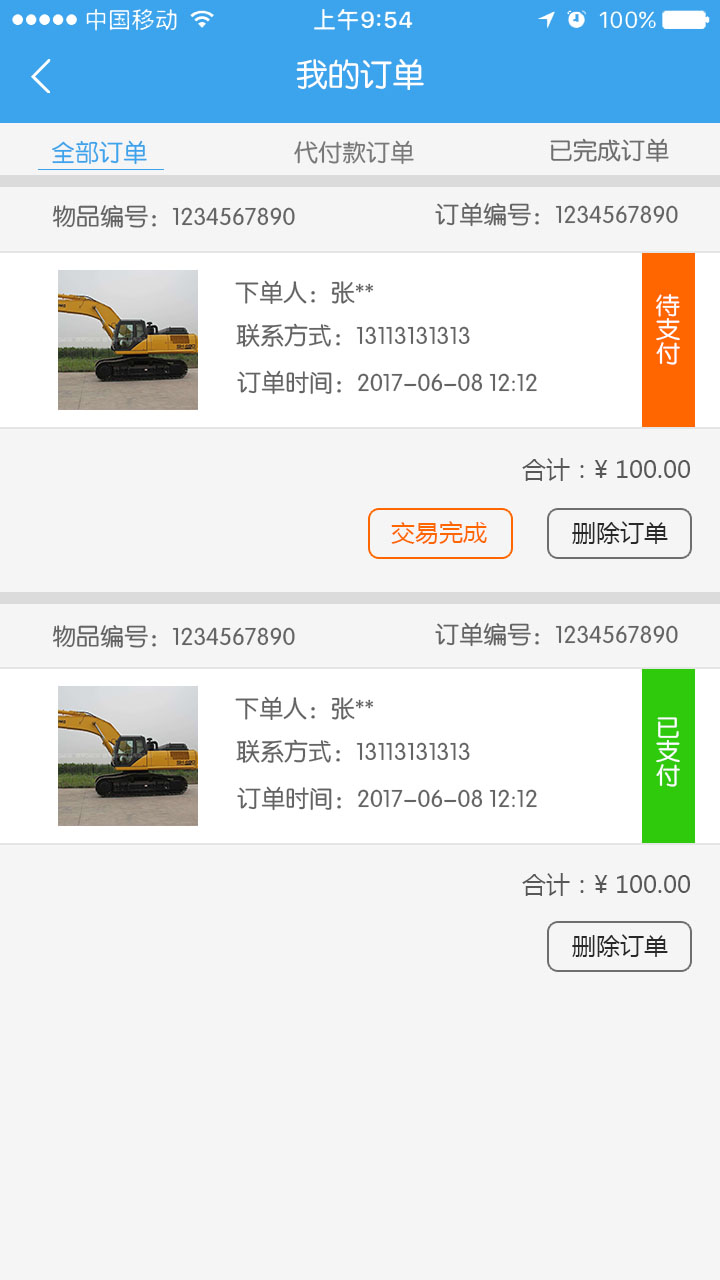 中国移动 上午9:54 100%
我的订单
全部订单 代付款订单 已完成订单
物品编号：1234567890 订单编号：1234567890
下单人：张**
联系方式：13113131313
订单时间：2017-06-08 12:12
待支付
合计：¥ 100.00
交易完成 删除订单
物品编号：1234567890 订单编号：1234567890
下单人：张**
联系方式：13113131313
订单时间：2017-06-08 12:12
已支付
合计：¥ 100.00
删除订单